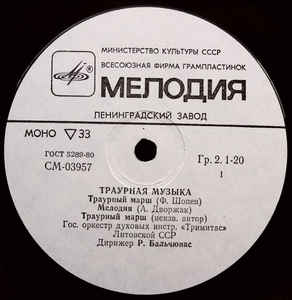 МИНИСТЕРСТВО КУЛЬТУРЫ СССР
ВСЕСОЮЗНАЯ ФИРМА ГРАМПЛАСТИНОК
МЕЛОДИЯ
ЛЕНИНГРАДСКИЙ ЗАВОД
МОНО ▽33
ГОСТ 5289-80
Гр. 2. 1-20
СМ-03957
1
ТРАУРНАЯ МУЗЫКА
Траурный марш (Ф. Шопен)
Мелодия (А. Дворжак)
Траурный марш (неизв. автор)
Гос. оркестр духовых инстр. «Тримитас»
Литовской ССР
Дирижер Р. Бальчюнас